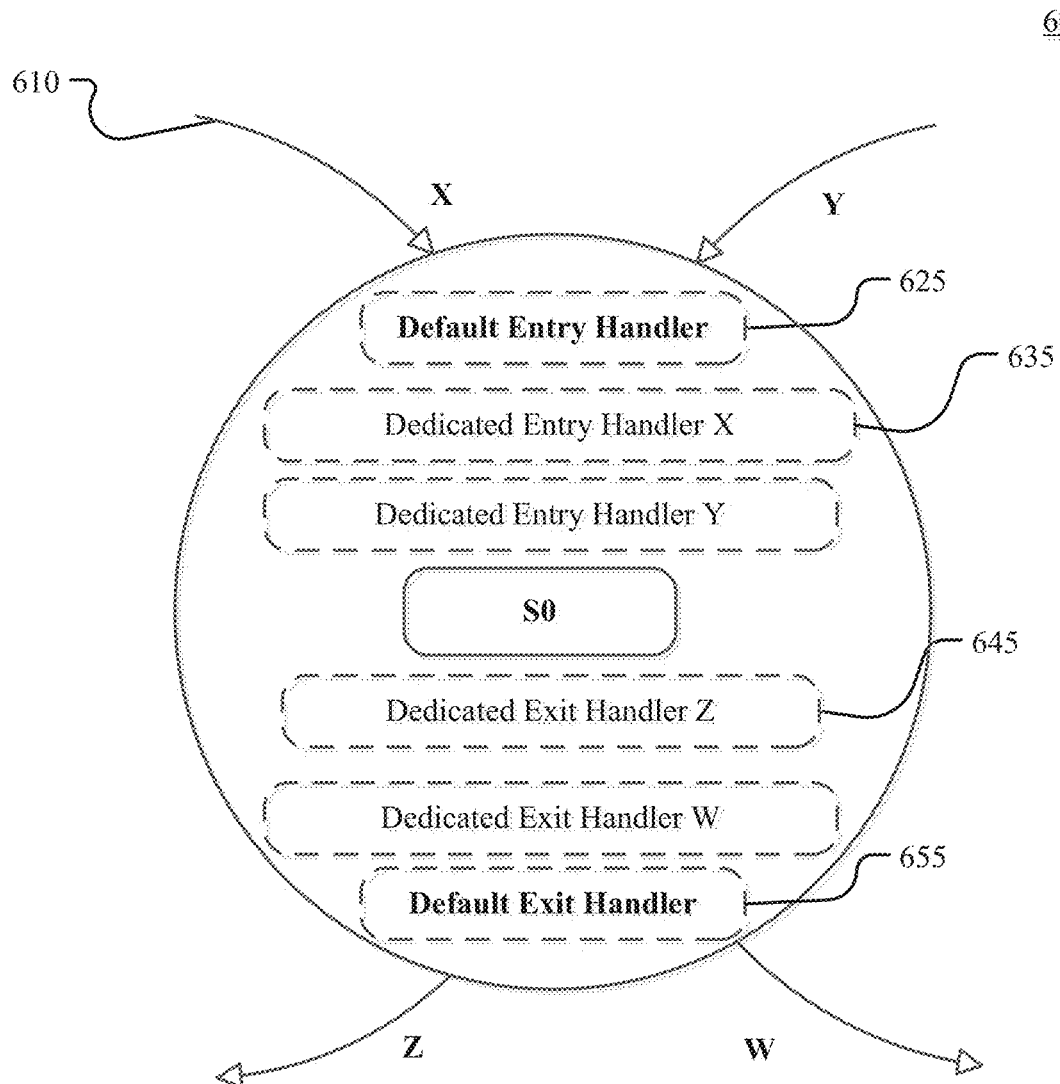 610
X
Y
625
Default Entry Handler
635
Dedicated Entry Handler X
Dedicated Entry Handler Y
S0
645
Dedicated Exit Handler Z
Dedicated Exit Handler W
655
Default Exit Handler
Z
W